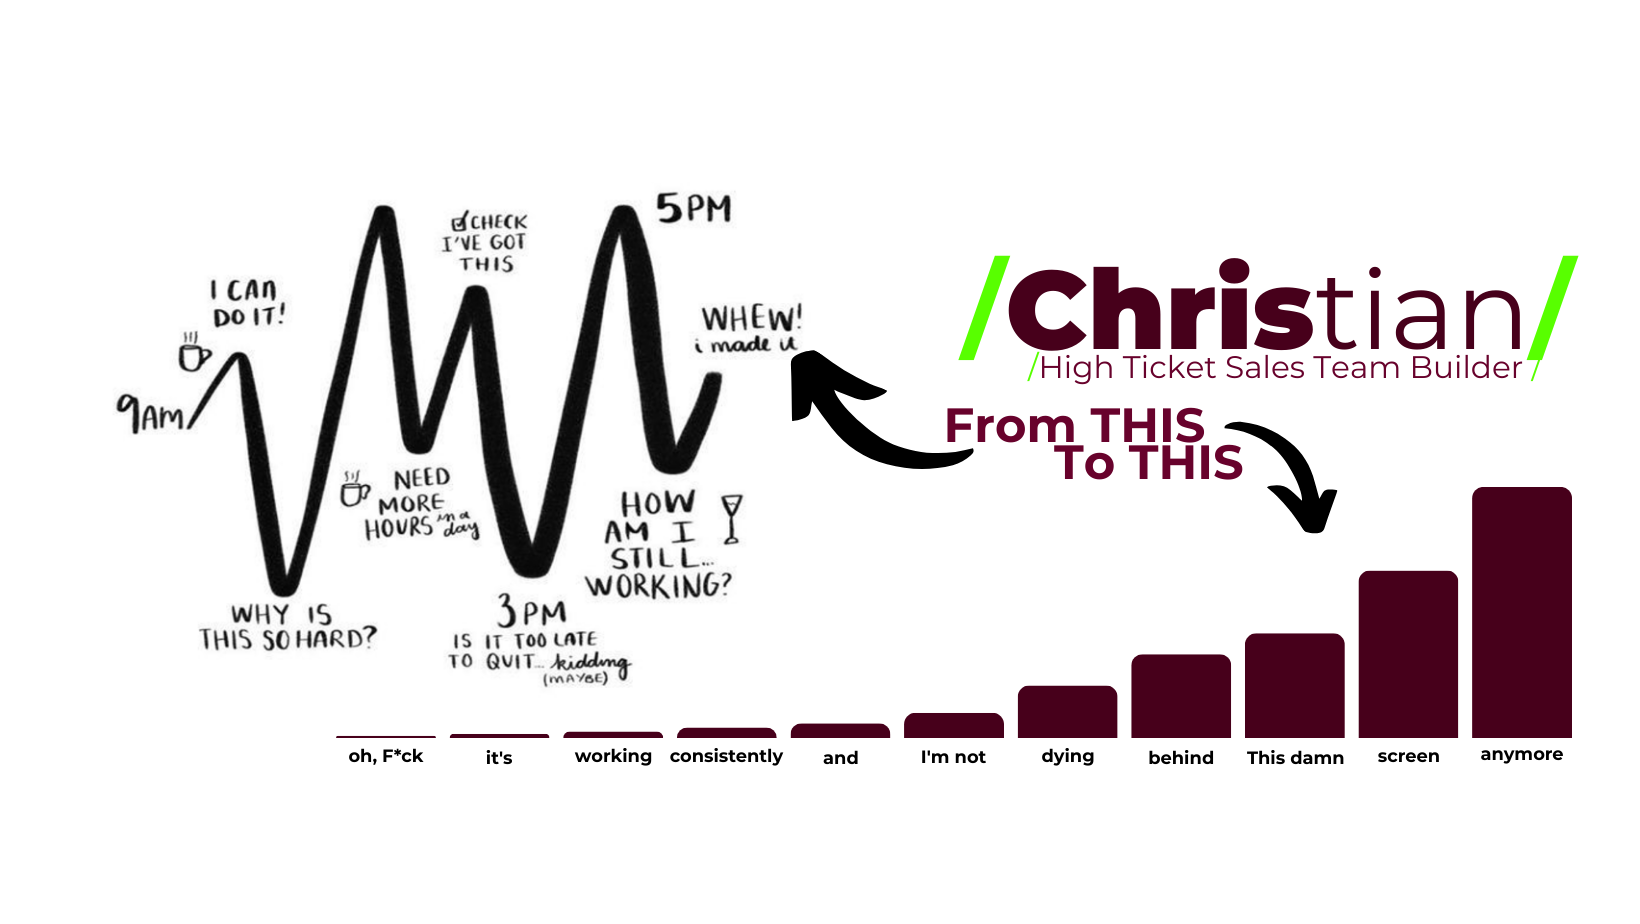 9AM
I CAN
DO IT!
WHY IS
THIS SO HARD?
NEED
MORE
HOURS in a
day
CHECK
I'VE GOT
THIS
3PM
IS IT TOO LATE
TO QUIT... kidding
(MAYBE)
5PM
HOW
AM I
STILL...
WORKING?
WHEW!
i made it
/Christian/
/High Ticket Sales Team Builder/
From THIS
To THIS
oh, F*ck it's working consistently and I'm not dying behind This damn screen anymore